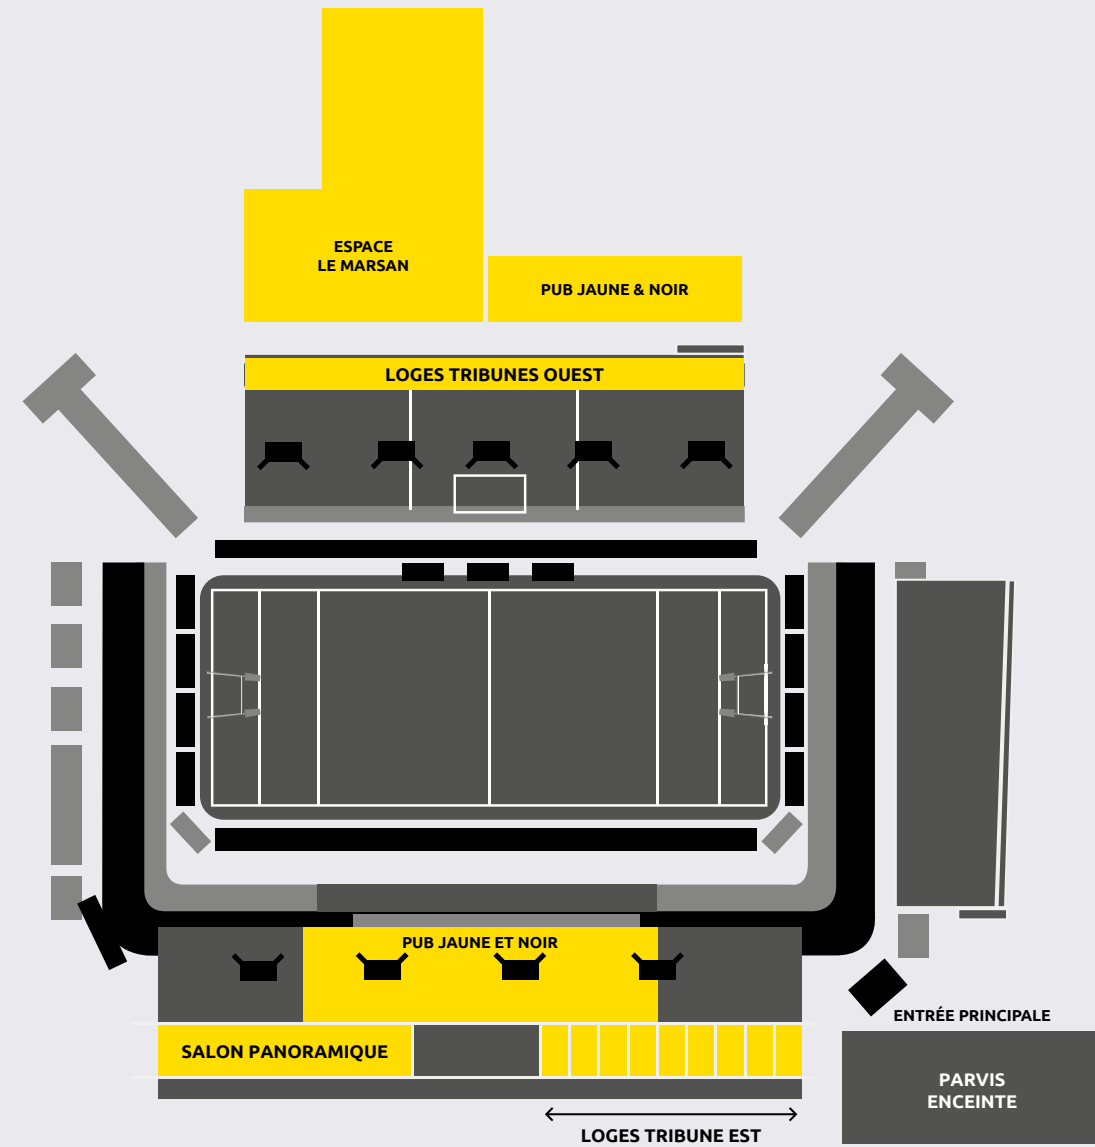 ESPACE
LE MARSAN
PUB JAUNE & NOIR
LOGES TRIBUNES OUEST
PUB JAUNE ET NOIR
ENTRÉE PRINCIPALE
SALON PANORAMIQUE
PARVIS
ENCEINTE
LOGES TRIBUNE EST